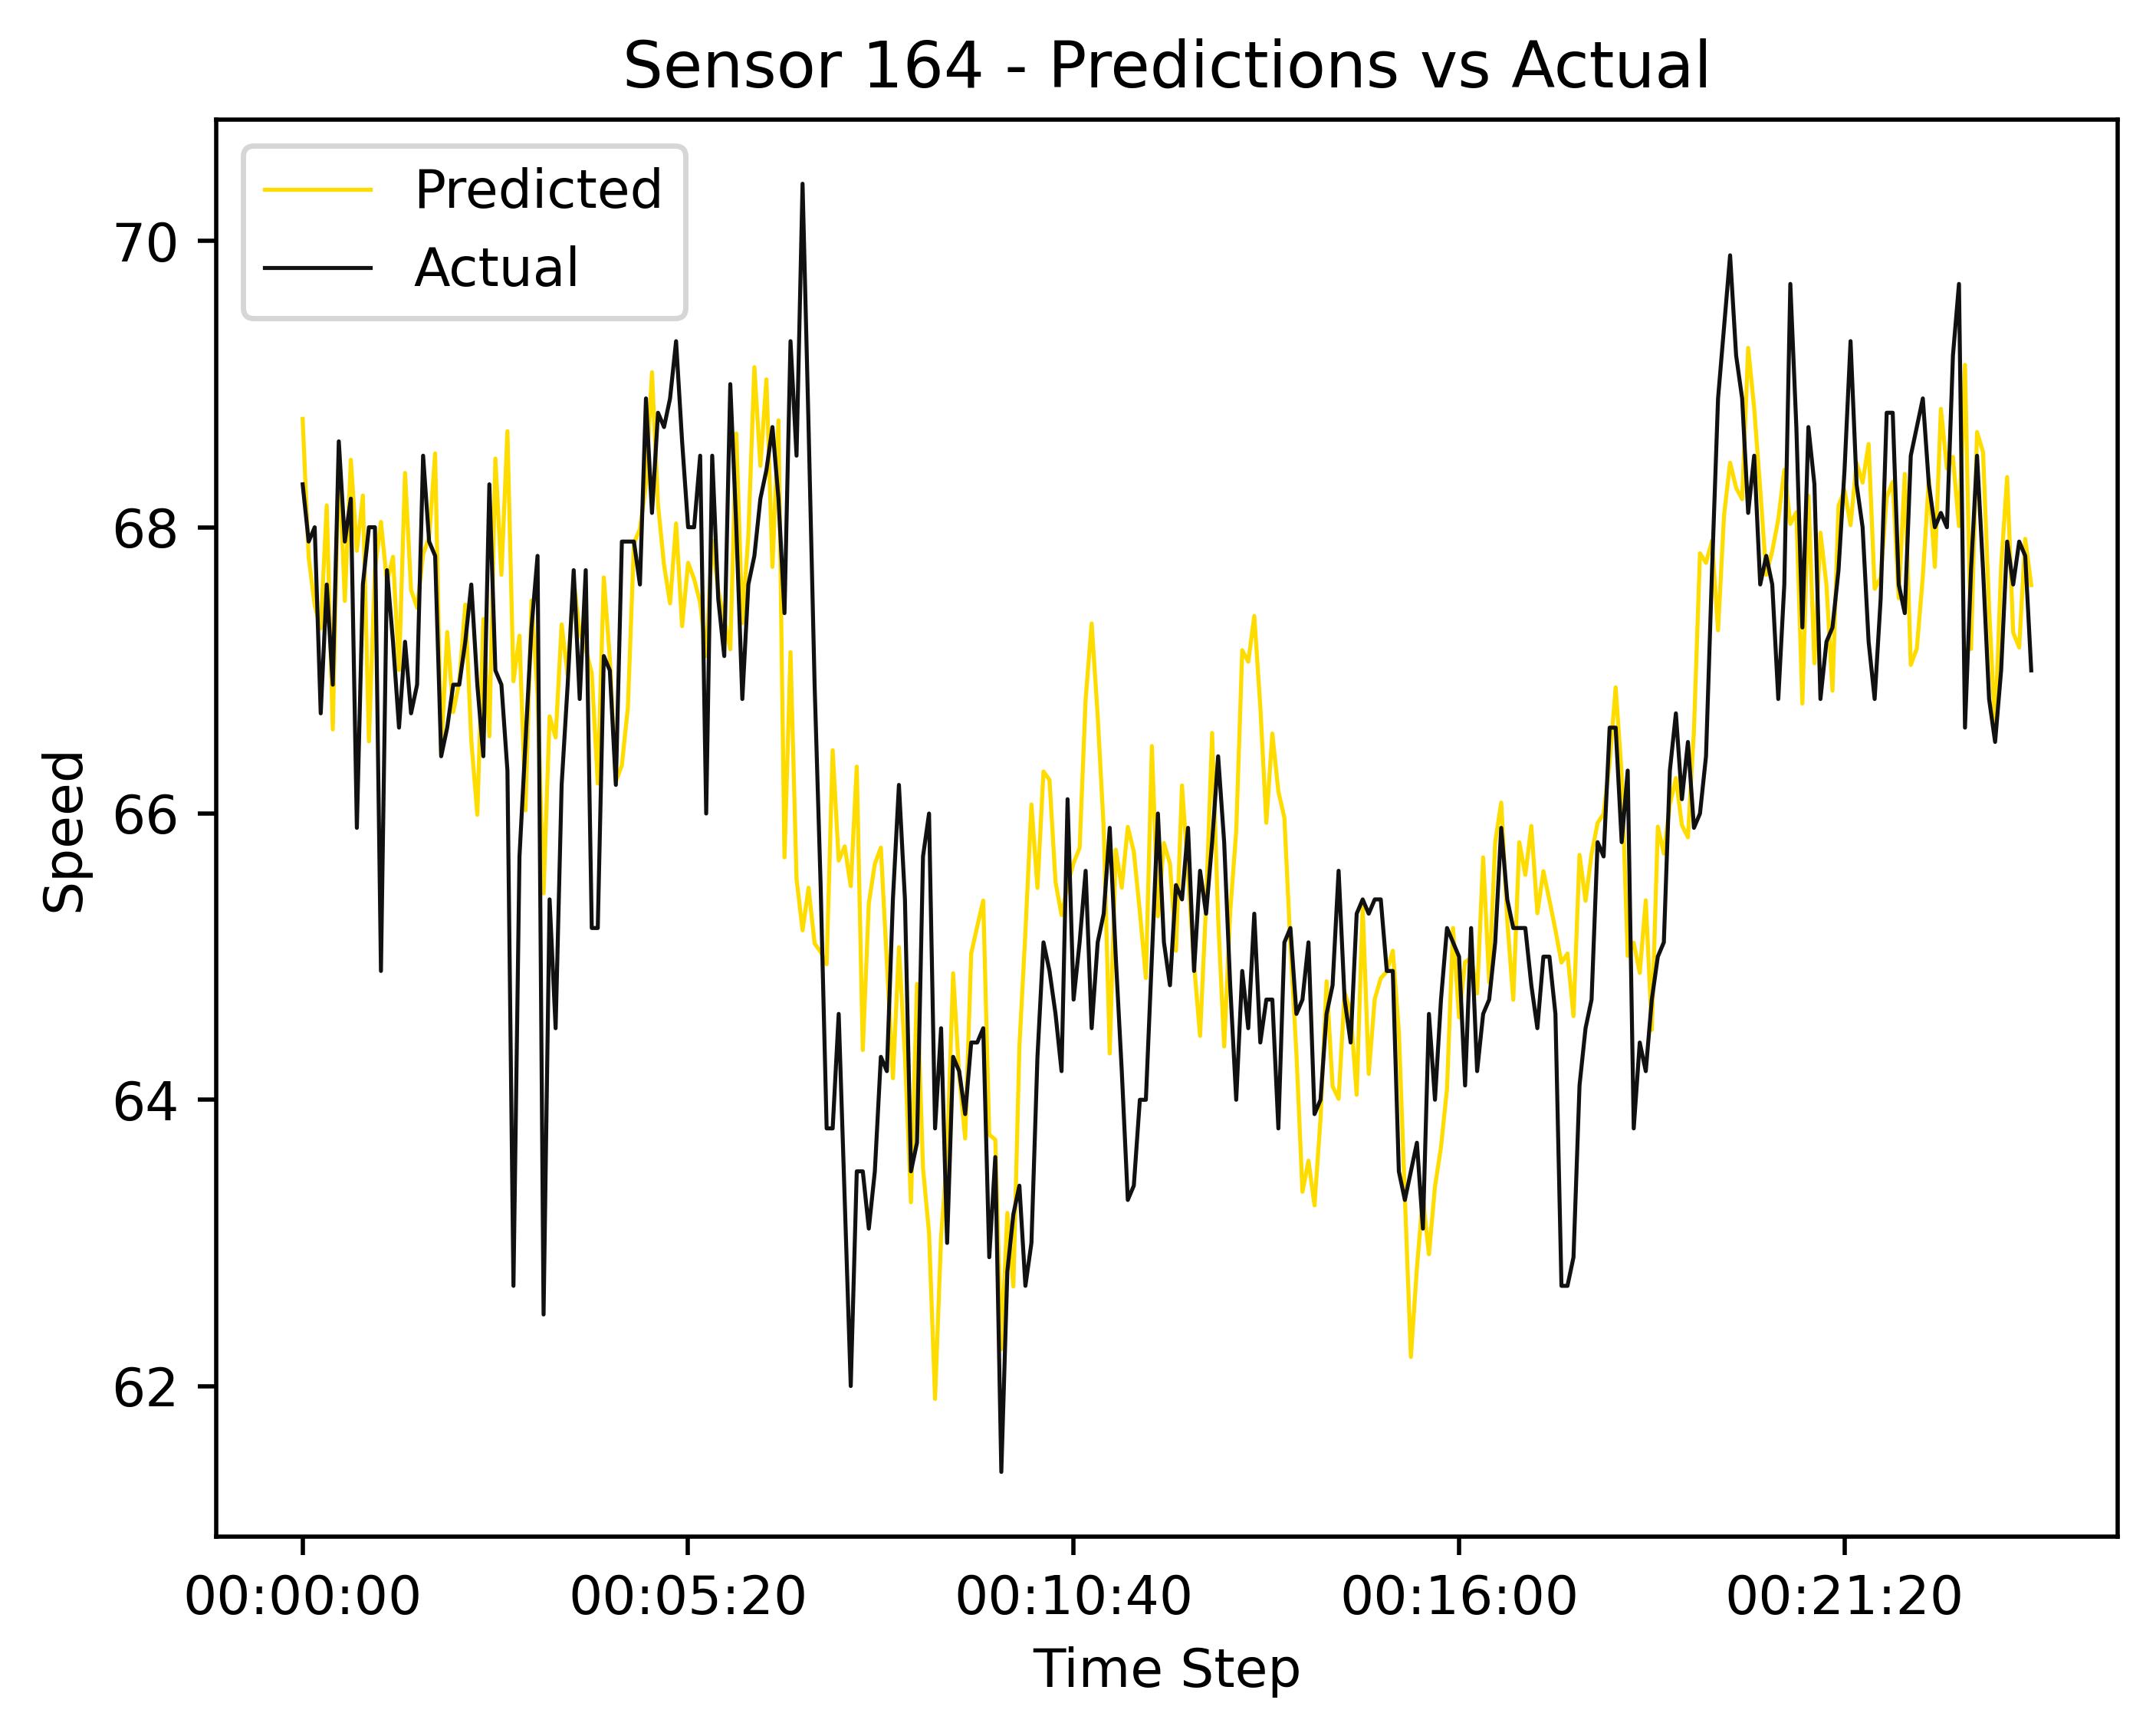 Sensor 164 - Predictions vs Actual
Predicted
Actual
70
68
66
64
62
Speed
00:00:00 00:05:20 00:10:40 00:16:00 00:21:20
Time Step